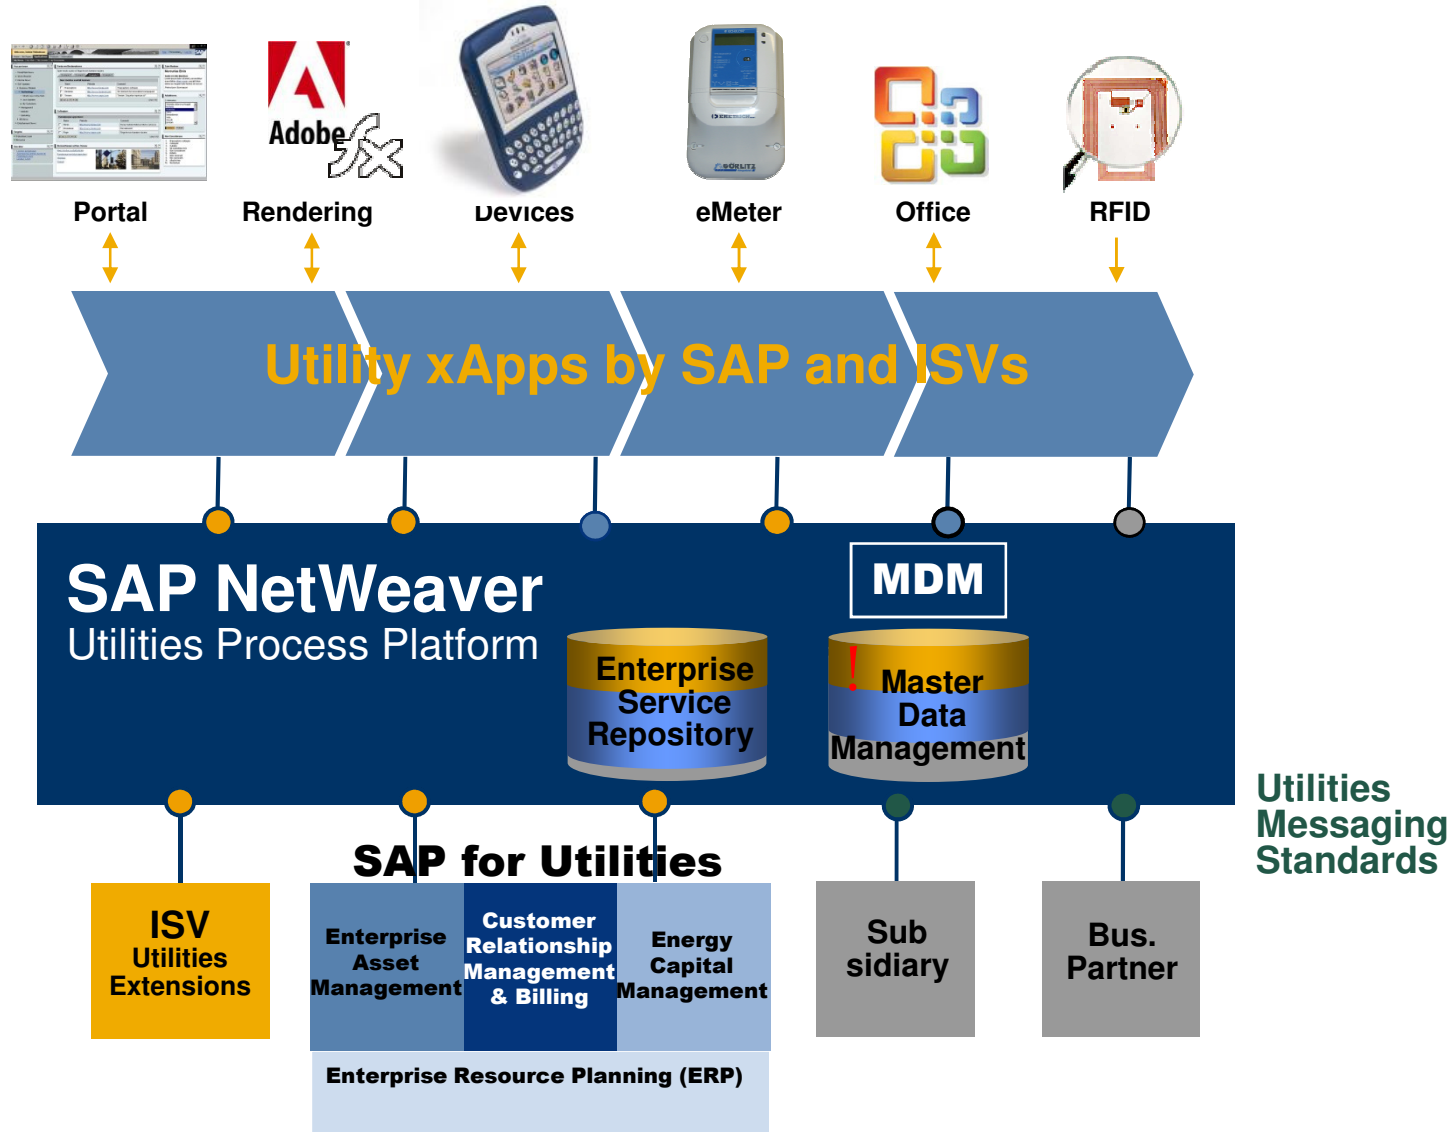 Adobe
fx
GÖRLITZ
Portal
Rendering
Devices
eMeter
Office
RFID
Utility xApps by SAP and ISVs
SAP NetWeaver
Utilities Process Platform
MDM
Enterprise
Service
Repository
!
Master
Data
Management
Utilities
Messaging
Standards
SAP for Utilities
ISV
Utilities
Extensions
Enterprise
Asset
Management
Customer
Relationship
Management
& Billing
Energy
Capital
Management
Sub
sidiary
Bus.
Partner
Enterprise Resource Planning (ERP)